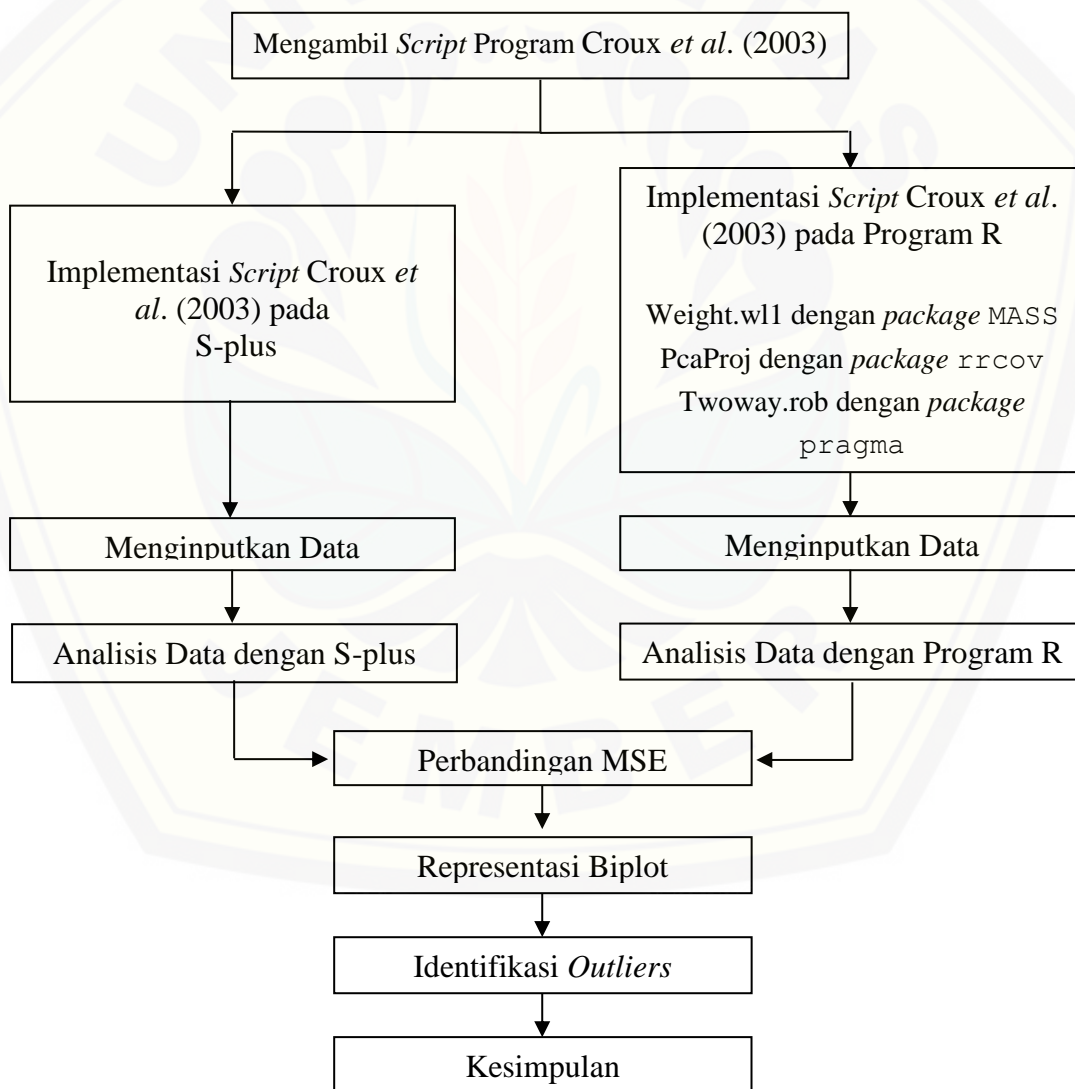 Mengambil Script Program Croux et al. (2003)
Implementasi Script Croux et
al. (2003) pada
S-plus
Implementasi Script Croux et al.
(2003) pada Program R
Weight.wl1 dengan package MASS
PcaProj dengan package rrcov
Twoway.rob dengan package
pragma
Menginputkan Data
Menginputkan Data
Analisis Data dengan S-plus
Analisis Data dengan Program R
Perbandingan MSE
Representasi Biplot
Identifikasi Outliers
Kesimpulan
UNIVERSITAS
JEMBER